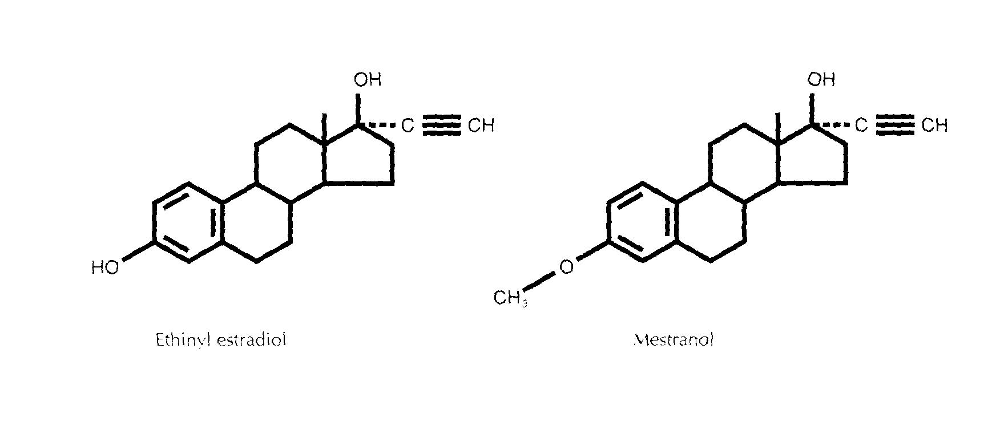 OH
OH
C CH
C CH
HO
O
CH₃
Ethinyl estradiol
Mestranol